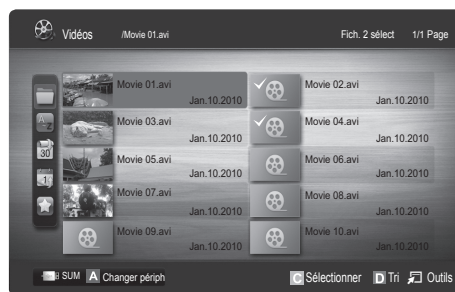 Vidéos /Movie 01.avi Fich. 2 sélect 1/1 Page
Movie 01.avi Movie 02.avi
Jan.10.2010 Jan.10.2010
Movie 03.avi Movie 04.avi
Jan.10.2010 Jan.10.2010
Movie 05.avi Movie 06.avi
Jan.10.2010 Jan.10.2010
Movie 07.avi Movie 08.avi
Jan.10.2010 Jan.10.2010
Movie 09.avi Movie 10.avi
Jan.10.2010 Jan.10.2010
A Z
30
1
SUM A Changer périph C Sélectionner D Tri Outils